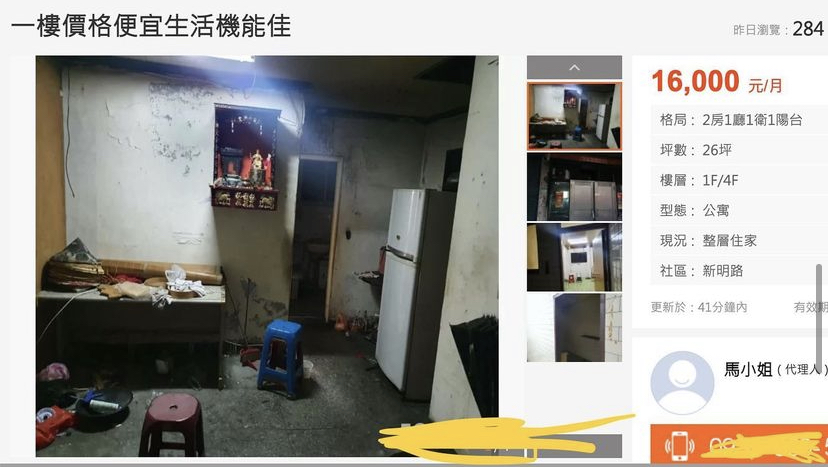 一樓價格便宜生活機能佳
昨日瀏覽：284
16,000 元/月
格局：2房1廳1衛1陽台
坪數：26坪
樓層：1F/4F
型態：公寓
現況：整層住家
社區：新明路
更新於：41分鐘內
有效期
馬小姐（代理人）